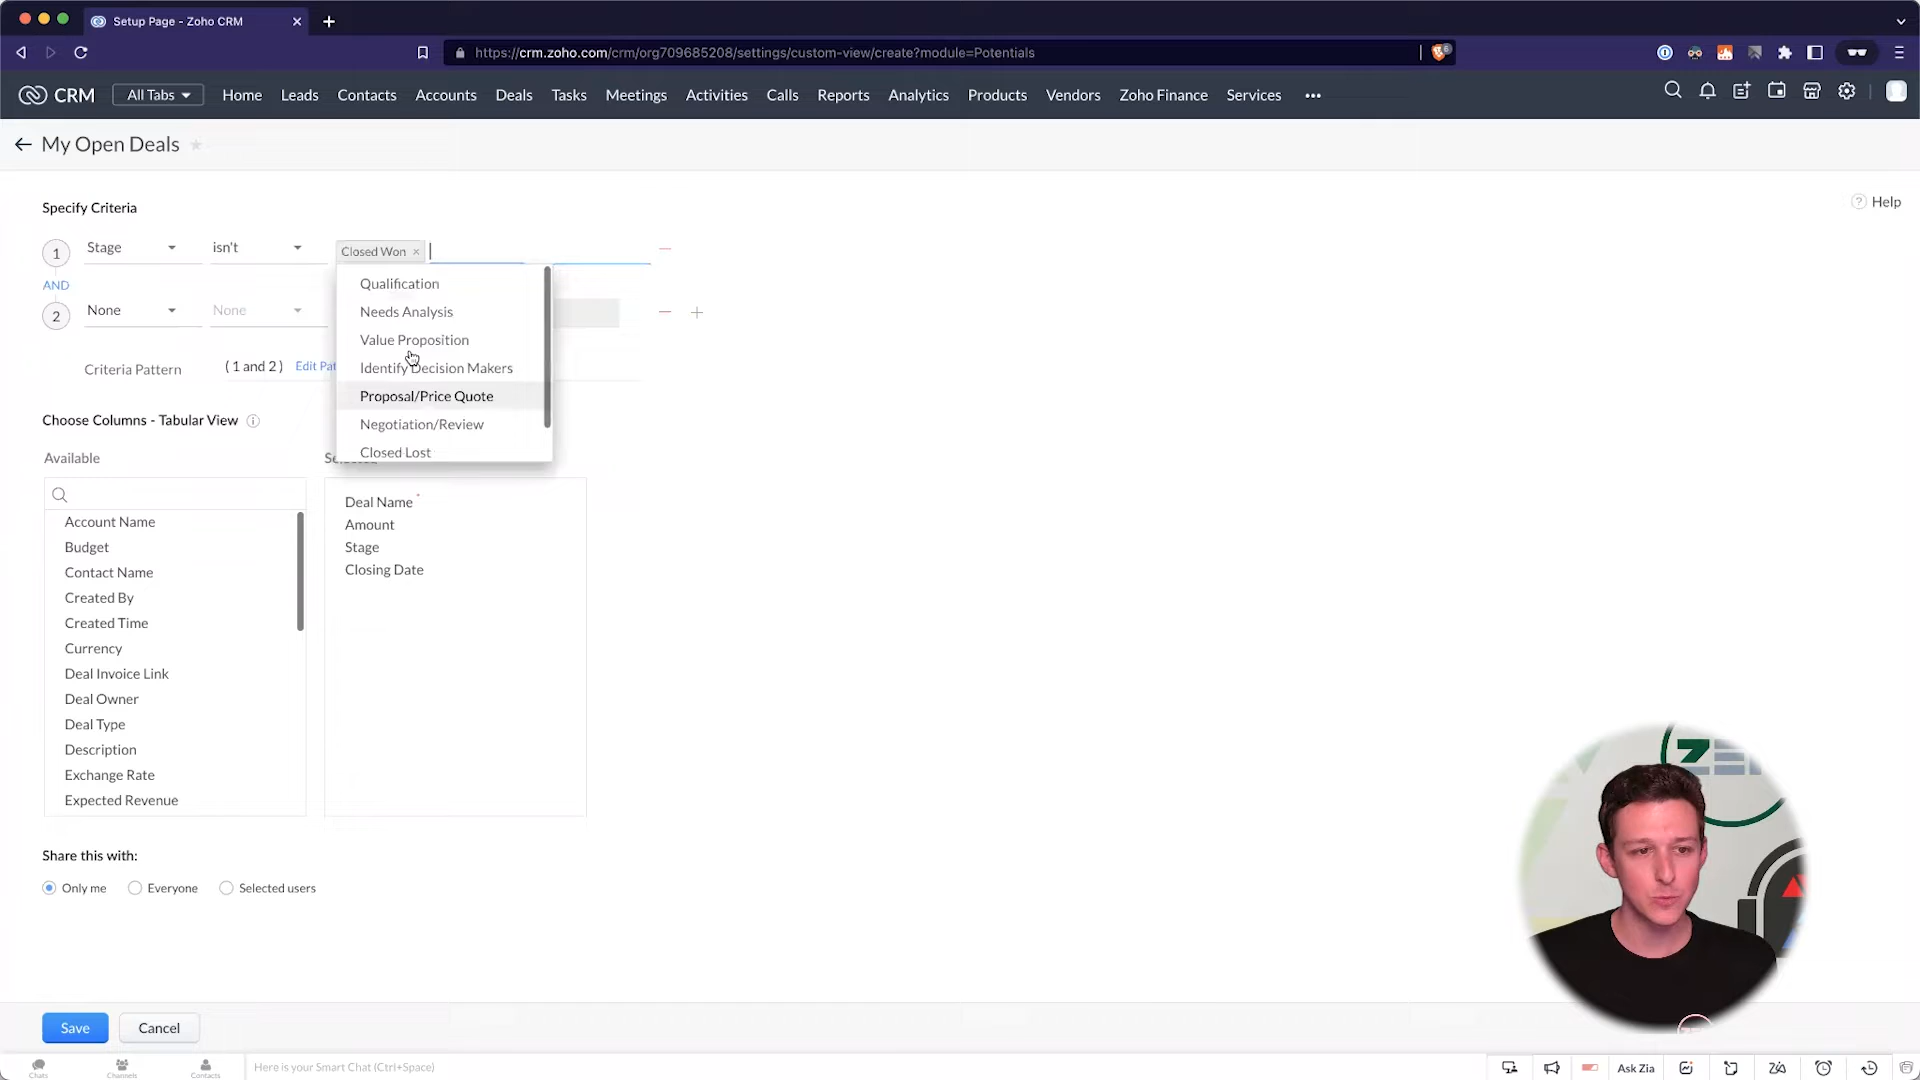 Setup Page - Zoho CRM
https://crm.zoho.com/crm/org709685208/settings/custom-view/create?module=Potentials
6
CRM All Tabs Home Leads Contacts Accounts Deals Tasks Meetings Activities Calls Reports Analytics Products Vendors Zoho Finance Services
My Open Deals
Help
Specify Criteria
1 Stage isn't Closed Won
AND
2 None None
Qualification
Needs Analysis
Value Proposition
Identify Decision Makers
Proposal/Price Quote
Negotiation/Review
Closed Lost
Criteria Pattern ( 1 and 2 )
Choose Columns - Tabular View
Available
Account Name
Budget
Contact Name
Created By
Created Time
Currency
Deal Invoice Link
Deal Owner
Deal Type
Description
Exchange Rate
Expected Revenue
Deal Name
Amount
Stage
Closing Date
Share this with:
Only me Everyone Selected users
Save Cancel
Chats Channels Contacts Here is your Smart Chat (Ctrl+Space) Ask Zia